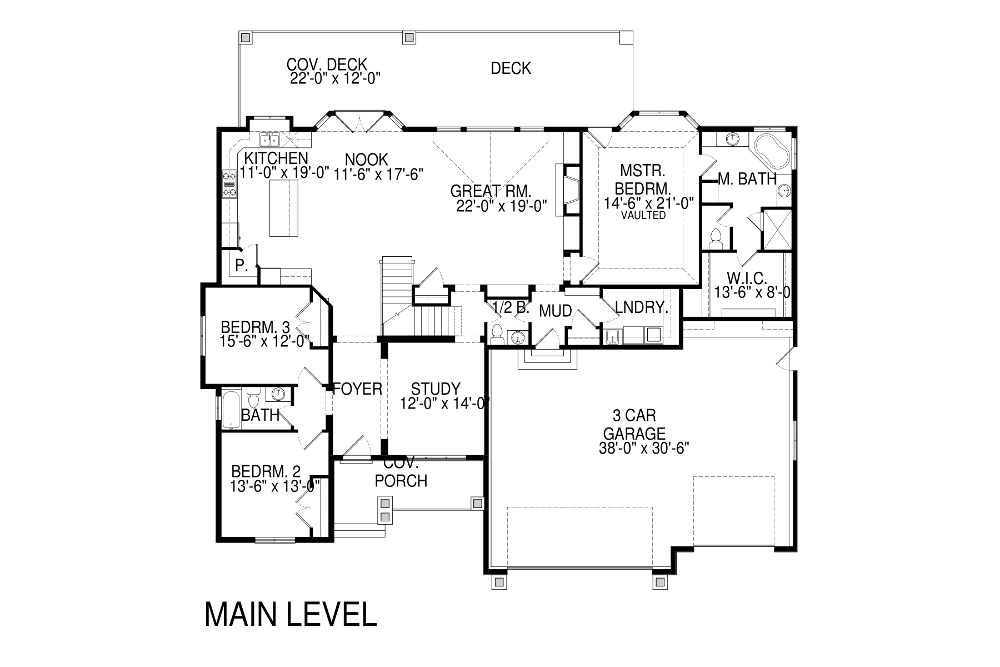 COV. DECK
22'-0" x 12'-0"
DECK
KITCHEN
11'-0" x 19'-0"
NOOK
11'-6" x 17'-6"
GREAT RM.
22'-0" x 19'-0"
MSTR.
BEDRM.
14'-6" x 21'-0"
VAULTED
M. BATH
P.
W.I.C.
13'-6" x 8'-0
1/2 B.
MUD
LNDRY.
BEDRM. 3
15'-6" x 12'-0"
FOYER
STUDY
12'-0" x 14'-0"
BATH
3 CAR
GARAGE
38'-0" x 30'-6"
BEDRM. 2
13'-6" x 13'-0"
COV.
PORCH
MAIN LEVEL